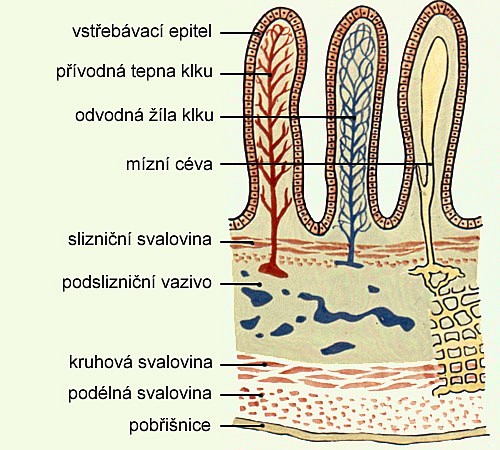 vstřebávací epitel
přívodná tepna klku
odvodná žíla klku
mízní céva
slizniční svalovina
podslizniční vazivo
kruhová svalovina
podélná svalovina
pobřišnice